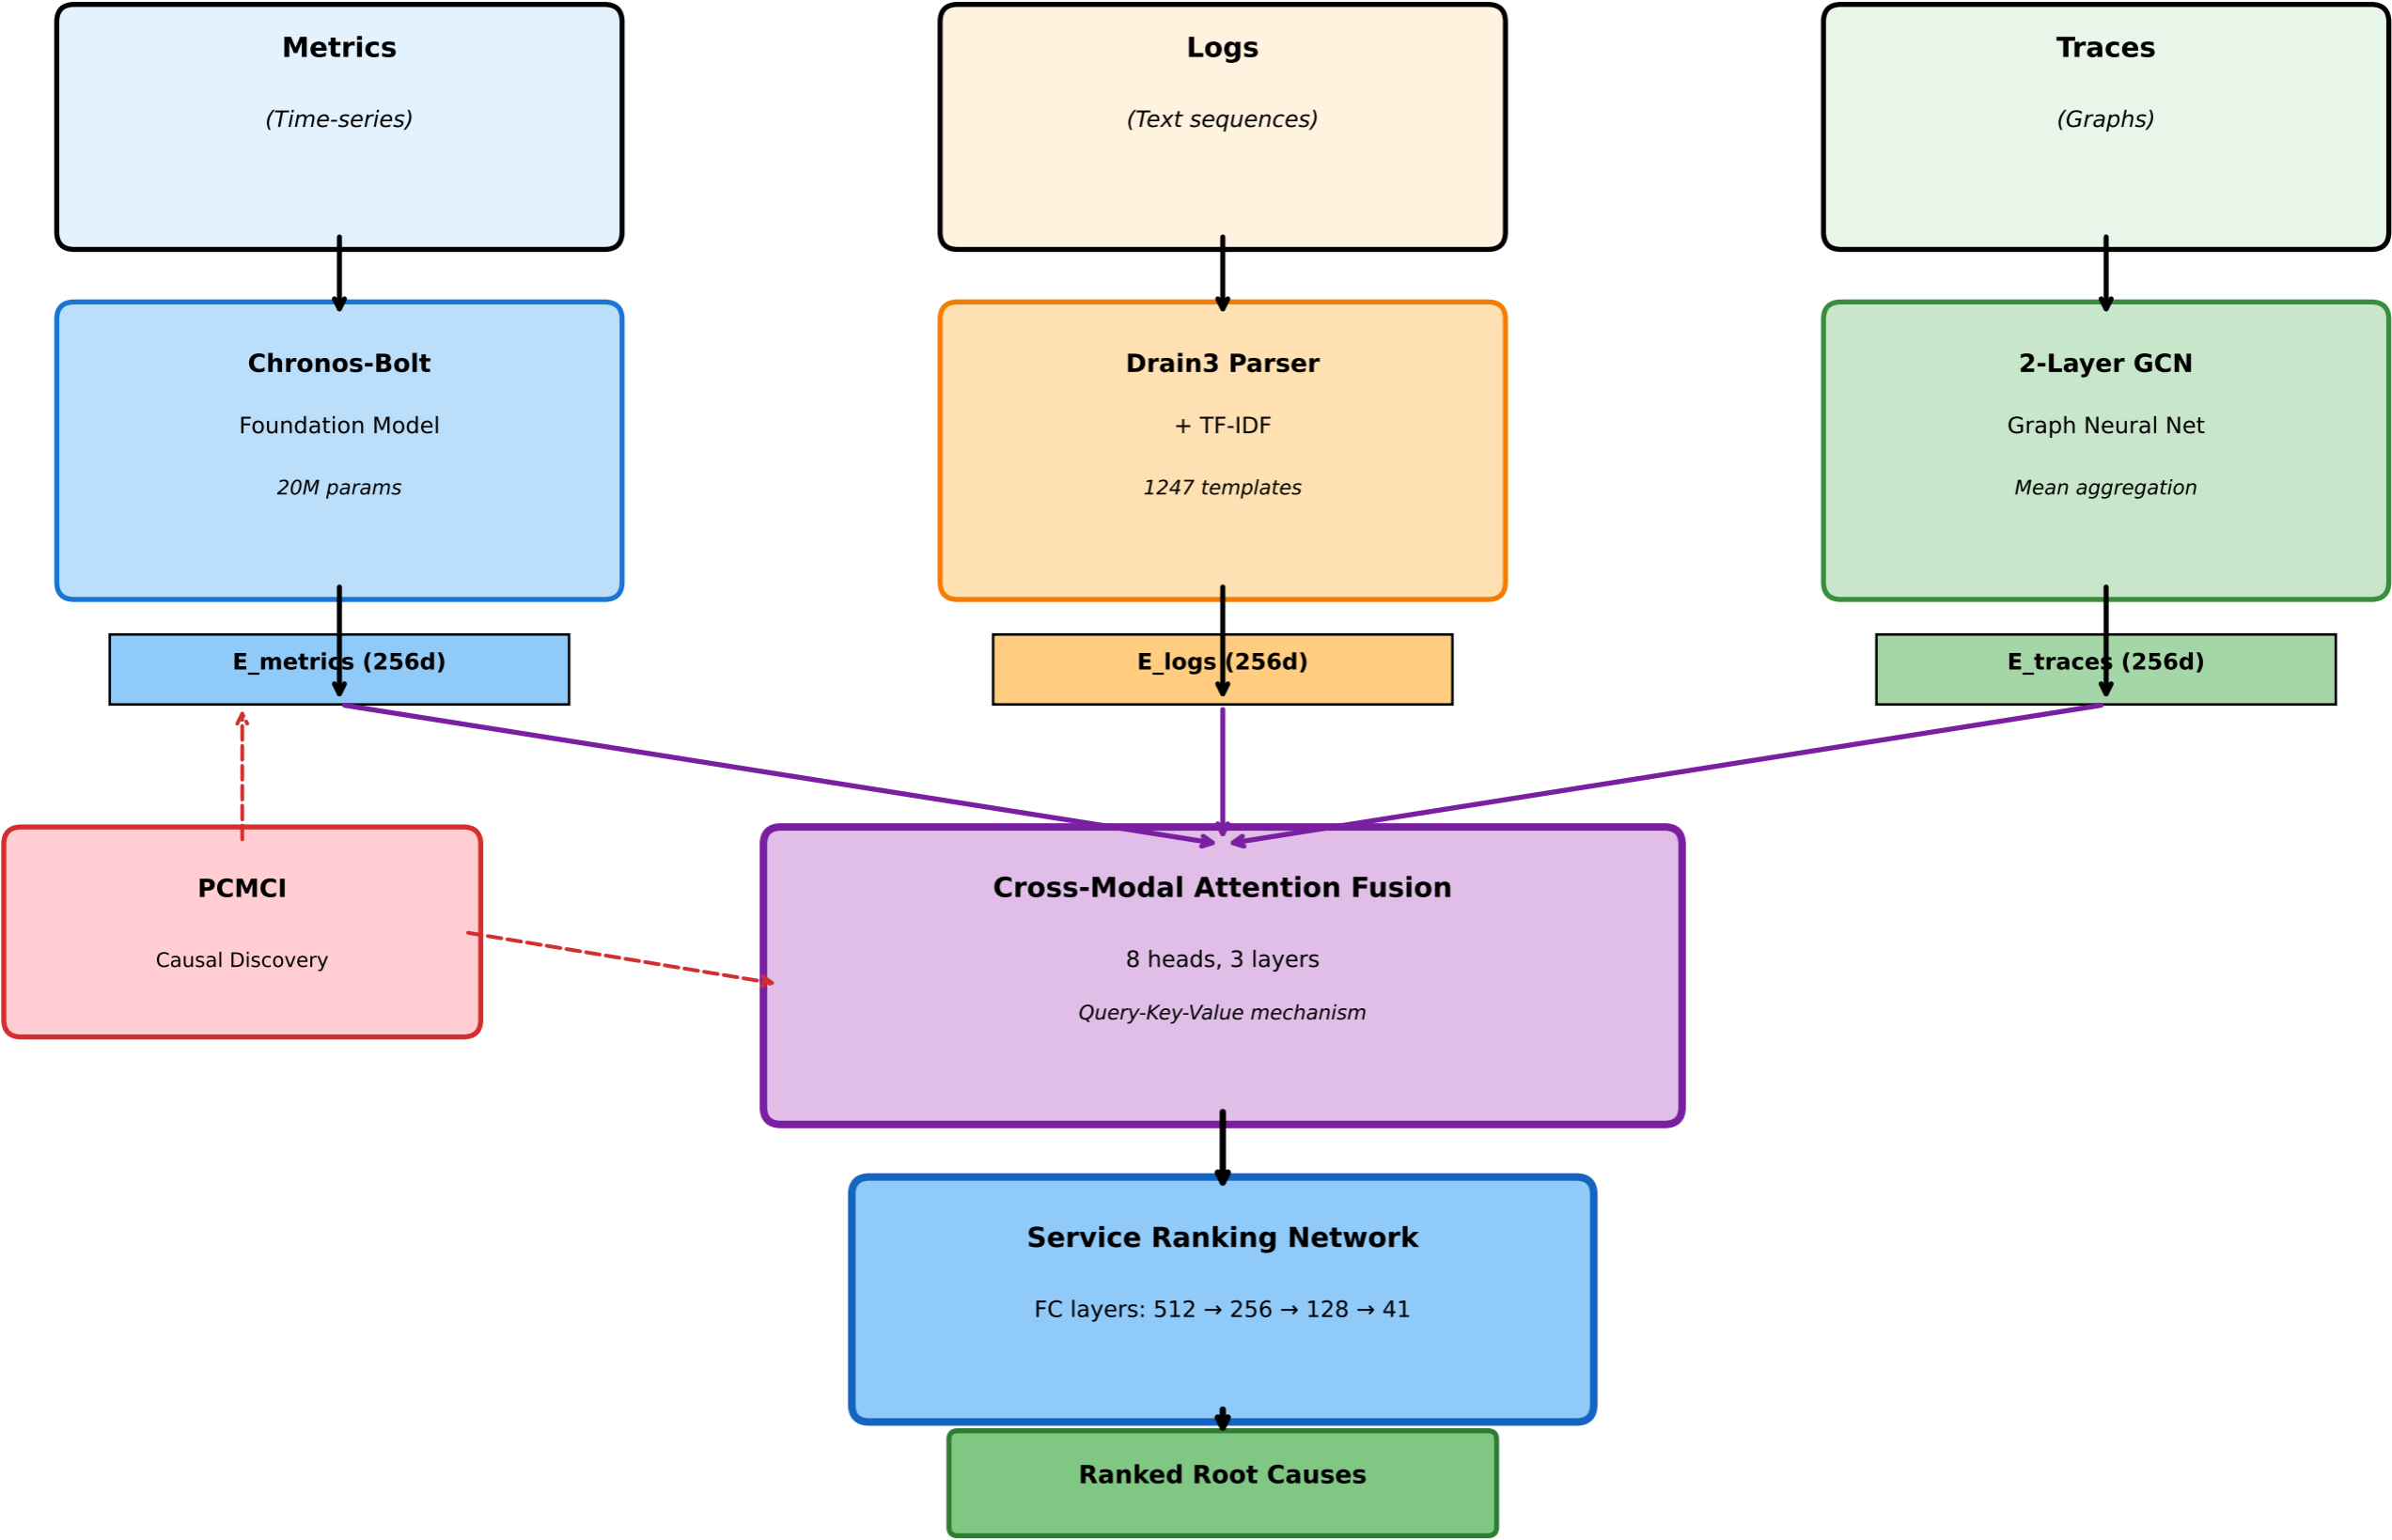 Metrics
(Time-series)
Logs
(Text sequences)
Traces
(Graphs)
Chronos-Bolt
Foundation Model
20M params
Drain3 Parser
+ TF-IDF
1247 templates
2-Layer GCN
Graph Neural Net
Mean aggregation
E_metrics (256d)
E_logs (256d)
E_traces (256d)
PCMCI
Causal Discovery
Cross-Modal Attention Fusion
8 heads, 3 layers
Query-Key-Value mechanism
Service Ranking Network
FC layers: 512 → 256 → 128 → 41
Ranked Root Causes